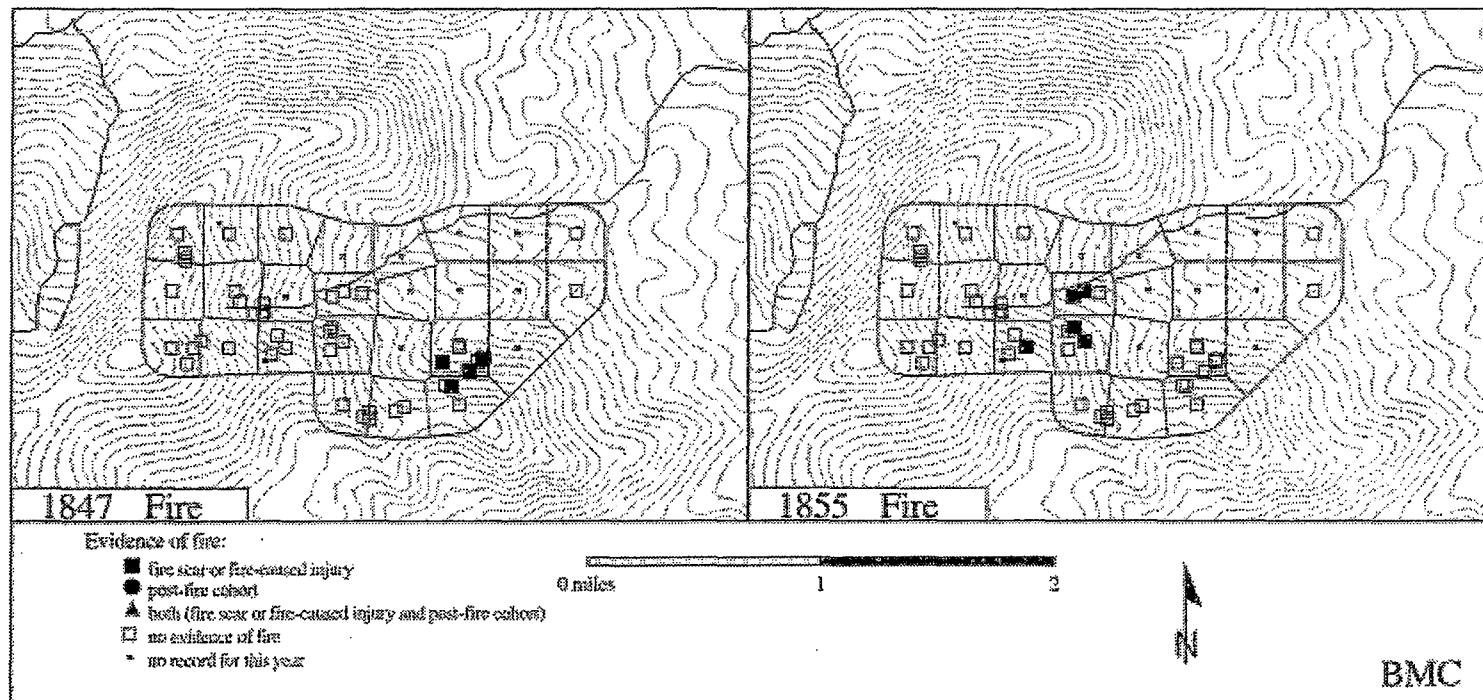 1847 Fire
1855 Fire
Evidence of fire:
fire scar or fire-caused injury
post-fire cohort
both (fire scar or fire-caused injury and post-fire cohort)
no evidence of fire
no record for this year
0 miles 1 2
N
BMC